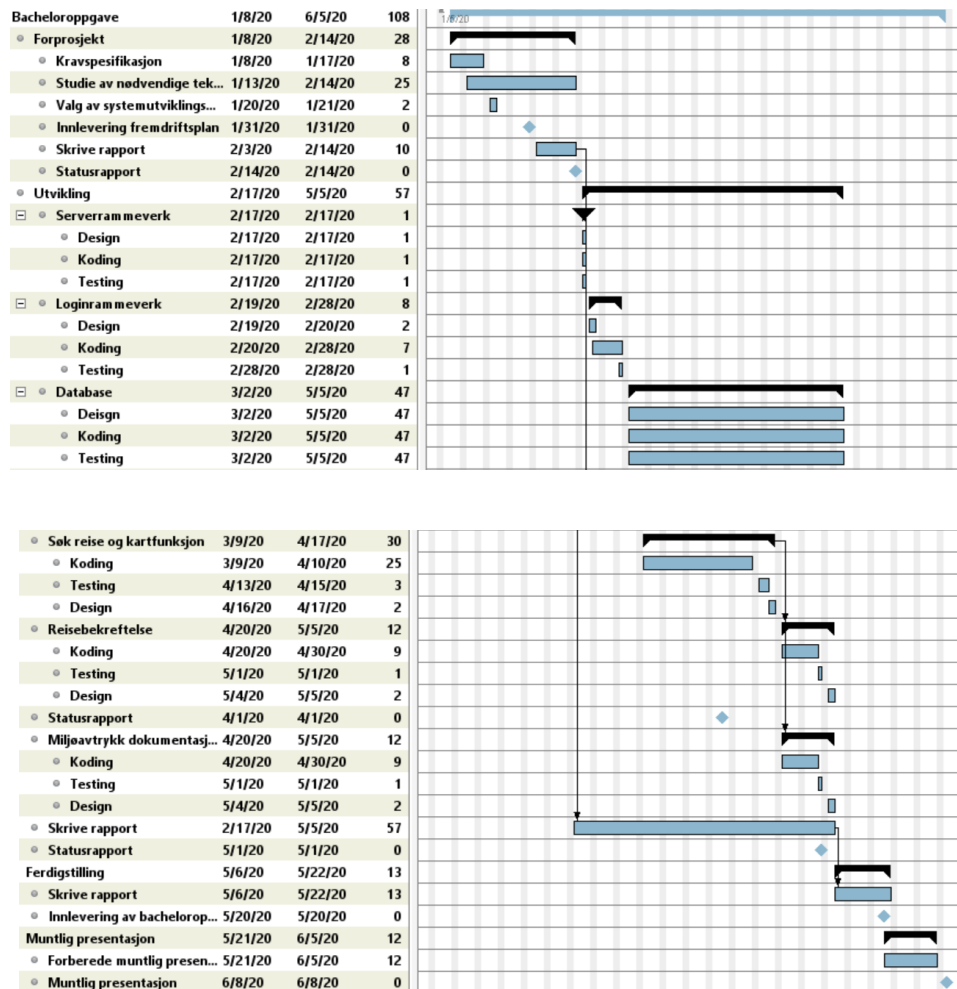 Bacheloroppgave 1/8/20 6/5/20 108 1/8/20
Forprosjekt 1/8/20 2/14/20 28
Kravspesifikasjon 1/8/20 1/17/20 8
Studie av nødvendige tek... 1/13/20 2/14/20 25
Valg av systemutviklings... 1/20/20 1/21/20 2
Innlevering fremdriftsplan 1/31/20 1/31/20 0
Skrive rapport 2/3/20 2/14/20 10
Statusrapport 2/14/20 2/14/20 0
Utvikling 2/17/20 5/5/20 57
Serverrammeverk 2/17/20 2/17/20 1
Design 2/17/20 2/17/20 1
Koding 2/17/20 2/17/20 1
Testing 2/17/20 2/17/20 1
Loginrammeverk 2/19/20 2/28/20 8
Design 2/19/20 2/20/20 2
Koding 2/20/20 2/28/20 7
Testing 2/28/20 2/28/20 1
Database 3/2/20 5/5/20 47
Deisgn 3/2/20 5/5/20 47
Koding 3/2/20 5/5/20 47
Testing 3/2/20 5/5/20 47
Søk reise og kartfunksjon 3/9/20 4/17/20 30
Koding 3/9/20 4/10/20 25
Testing 4/13/20 4/15/20 3
Design 4/16/20 4/17/20 2
Reisebekreftelse 4/20/20 5/5/20 12
Koding 4/20/20 4/30/20 9
Testing 5/1/20 5/1/20 1
Design 5/4/20 5/5/20 2
Statusrapport 4/1/20 4/1/20 0
Miljøavtrykk dokumentasj... 4/20/20 5/5/20 12
Koding 4/20/20 4/30/20 9
Testing 5/1/20 5/1/20 1
Design 5/4/20 5/5/20 2
Skrive rapport 2/17/20 5/5/20 57
Statusrapport 5/1/20 5/1/20 0
Ferdigstilling 5/6/20 5/22/20 13
Skrive rapport 5/6/20 5/22/20 13
Innlevering av bachelorop... 5/20/20 5/20/20 0
Muntlig presentasjon 5/21/20 6/5/20 12
Forberede muntlig presen... 5/21/20 6/5/20 12
Muntlig presentasjon 6/8/20 6/8/20 0